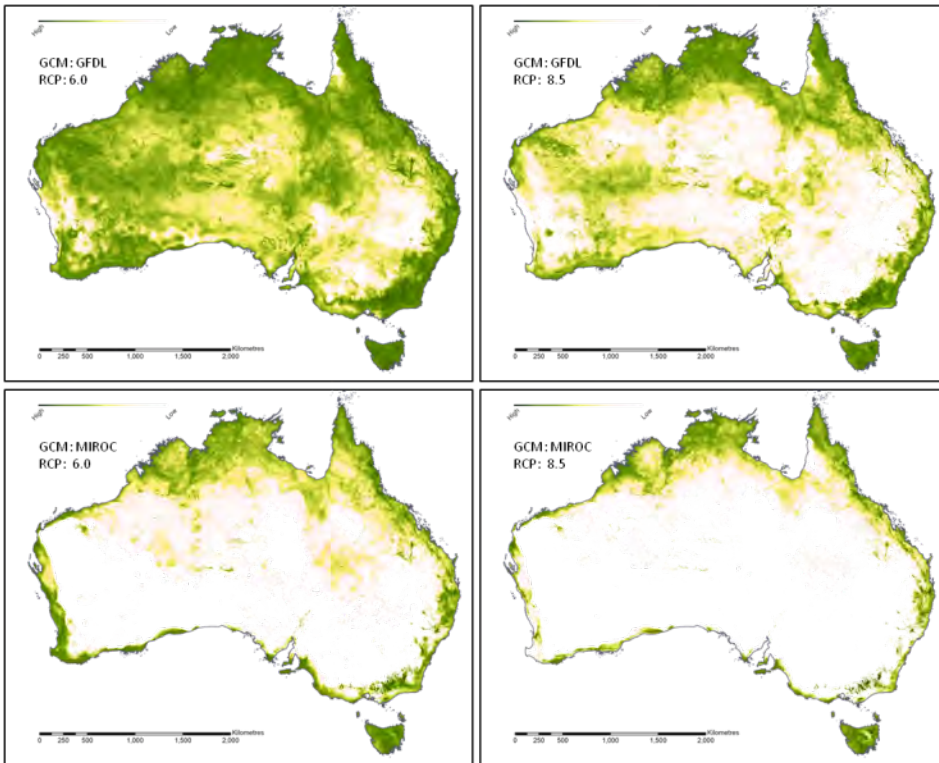 High Low
GCM: GFDL
RCP: 6.0
Kilometres
0 250 500 1,000 1,500 2,000
High Low
GCM: GFDL
RCP: 8.5
Kilometres
0 250 500 1,000 1,500 2,000
High Low
GCM: MIROC
RCP: 6.0
Kilometres
0 250 500 1,000 1,500 2,000
High Low
GCM: MIROC
RCP: 8.5
Kilometres
0 250 500 1,000 1,500 2,000